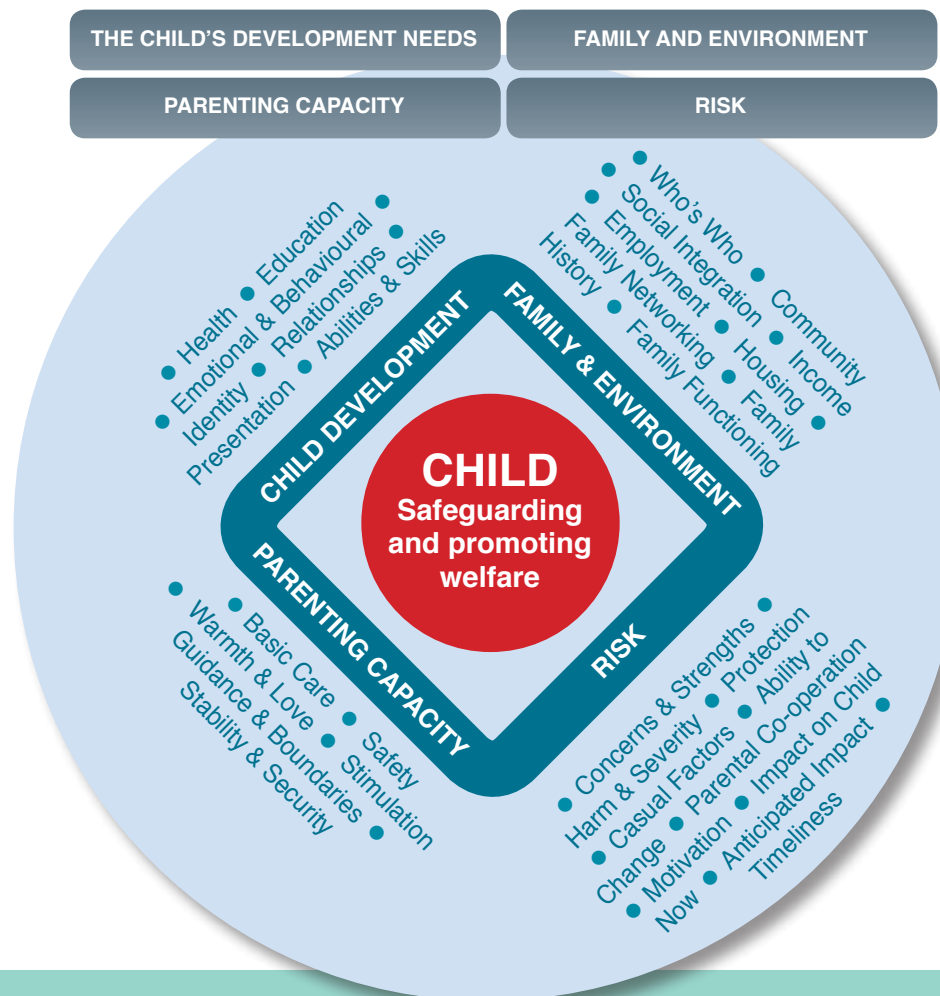 THE CHILD'S DEVELOPMENT NEEDS
FAMILY AND ENVIRONMENT
PARENTING CAPACITY
RISK
● Health ● Education
● Emotional & Behavioural ●
Identity ● Relationships ●
Presentation ● Abilities & Skills
● Who's Who ● Community
● Social Integration ● Income
● Employment ● Housing ●
Family Networking ● Family
History ● Family Functioning
CHILD DEVELOPMENT
FAMILY & ENVIRONMENT
CHILD
Safeguarding
and promoting
welfare
PARENTING CAPACITY
RISK
● Basic Care ● Safety
● Warmth & Love ● Stimulation
Guidance & Boundaries ●
Stability & Security
● Concerns & Strengths ●
Harm & Severity ● Protection
● Casual Factors ● Ability to
Change ● Parental Co-operation
● Motivation ● Impact on Child
Now ● Anticipated Impact ●
Timeliness